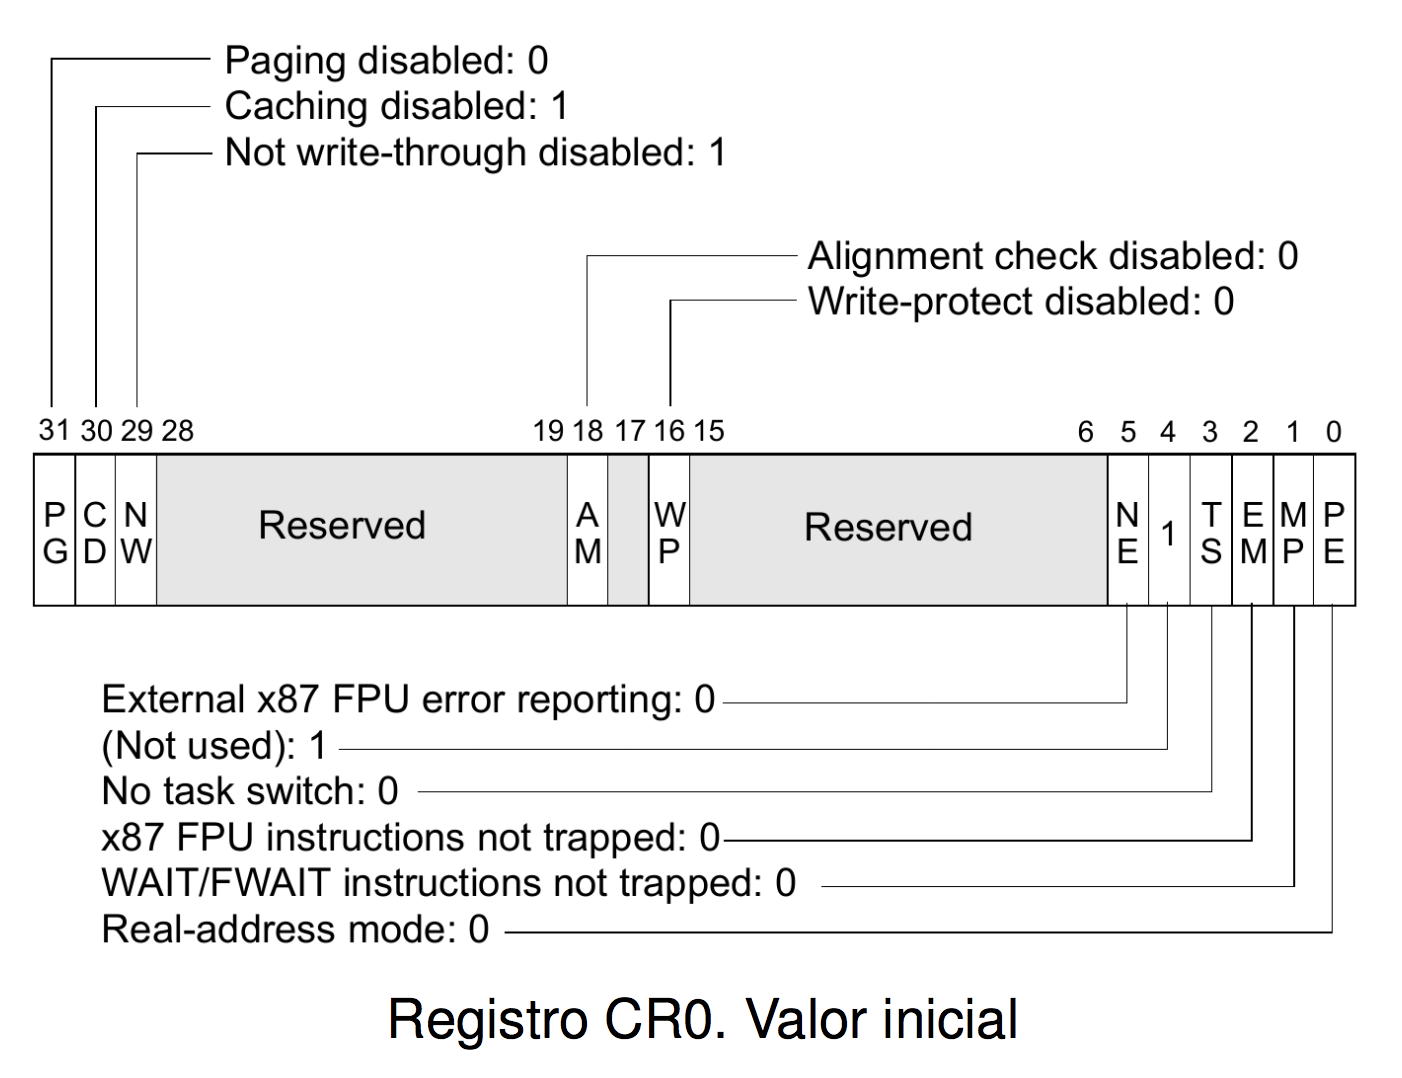 Paging disabled: 0
Caching disabled: 1
Not write-through disabled: 1
Alignment check disabled: 0
Write-protect disabled: 0
31 30 29 28 19 18 17 16 15 6 5 4 3 2 1 0
PG CD NW Reserved AM WP Reserved NE 1 TS EM MP PE
External x87 FPU error reporting: 0
(Not used): 1
No task switch: 0
x87 FPU instructions not trapped: 0
WAIT/FWAIT instructions not trapped: 0
Real-address mode: 0
Registro CR0. Valor inicial